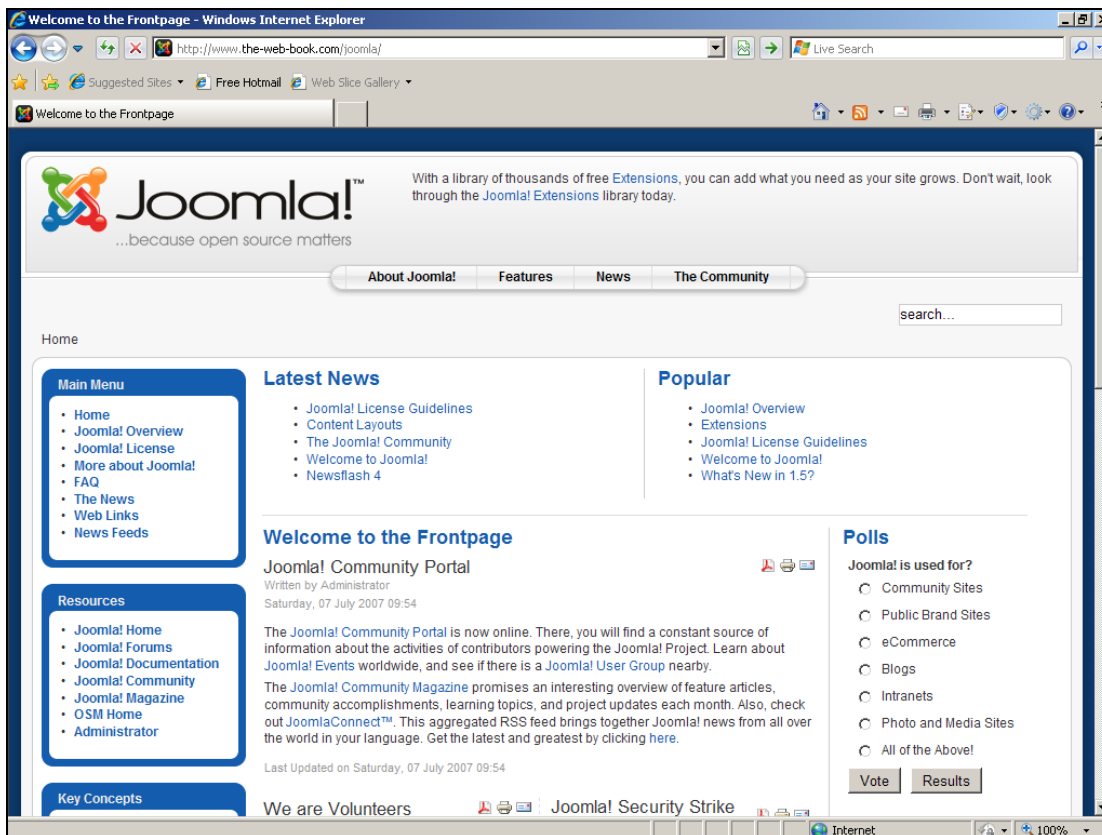 Welcome to the Frontpage - Windows Internet Explorer
http://www.the-web-book.com/joomla/
Live Search
Suggested Sites
Free Hotmail
Web Slice Gallery
Welcome to the Frontpage
Joomla!™
...because open source matters
With a library of thousands of free Extensions, you can add what you need as your site grows. Don't wait, look
through the Joomla! Extensions library today.
About Joomla!
Features
News
The Community
search...
Home
Main Menu
• Home
• Joomla! Overview
• Joomla! License
• More about Joomla!
• FAQ
• The News
• Web Links
• News Feeds
Resources
• Joomla! Home
• Joomla! Forums
• Joomla! Documentation
• Joomla! Community
• Joomla! Magazine
• OSM Home
• Administrator
Key Concepts
Latest News
• Joomla! License Guidelines
• Content Layouts
• The Joomla! Community
• Welcome to Joomla!
• Newsflash 4
Popular
• Joomla! Overview
• Extensions
• Joomla! License Guidelines
• Welcome to Joomla!
• What's New in 1.5?
Welcome to the Frontpage
Joomla! Community Portal
Written by Administrator
Saturday, 07 July 2007 09:54
The Joomla! Community Portal is now online. There, you will find a constant source of
information about the activities of contributors powering the Joomla! Project. Learn about
Joomla! Events worldwide, and see if there is a Joomla! User Group nearby.
The Joomla! Community Magazine promises an interesting overview of feature articles,
community accomplishments, learning topics, and project updates each month. Also, check
out JoomlaConnect™. This aggregated RSS feed brings together Joomla! news from all over
the world in your language. Get the latest and greatest by clicking here.
Last Updated on Saturday, 07 July 2007 09:54
We are Volunteers
Joomla! Security Strike
Polls
Joomla! is used for?
Community Sites
Public Brand Sites
eCommerce
Blogs
Intranets
Photo and Media Sites
All of the Above!
Vote
Results
Internet
100%